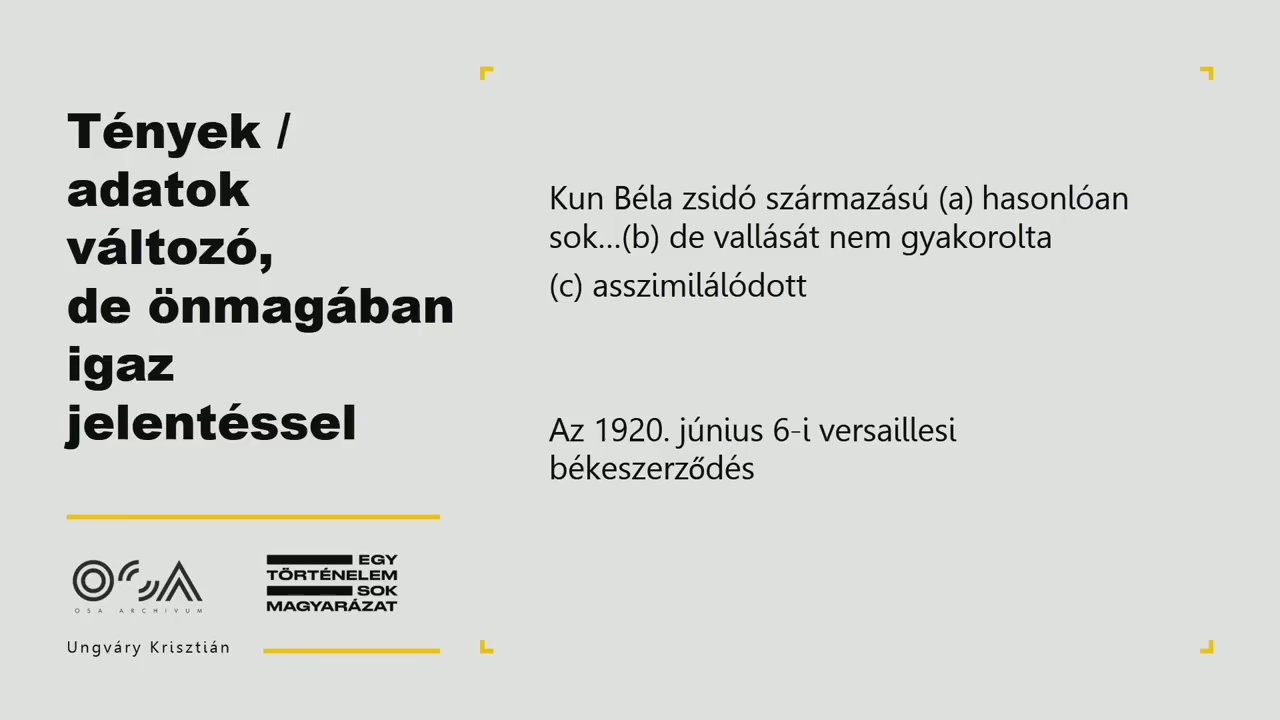 Tények /
adatok
változó,
de önmagában
igaz
jelentéssel
Kun Béla zsidó származású (a) hasonlóan
sok...(b) de vallását nem gyakorolta
(c) asszimilálódott
Az 1920. június 6-i versaillesi
békeszerződés
OSA
OSA ARCHIVUM
EGY
TÖRTÉNELEM
SOK
MAGYARÁZAT
Ungváry Krisztián